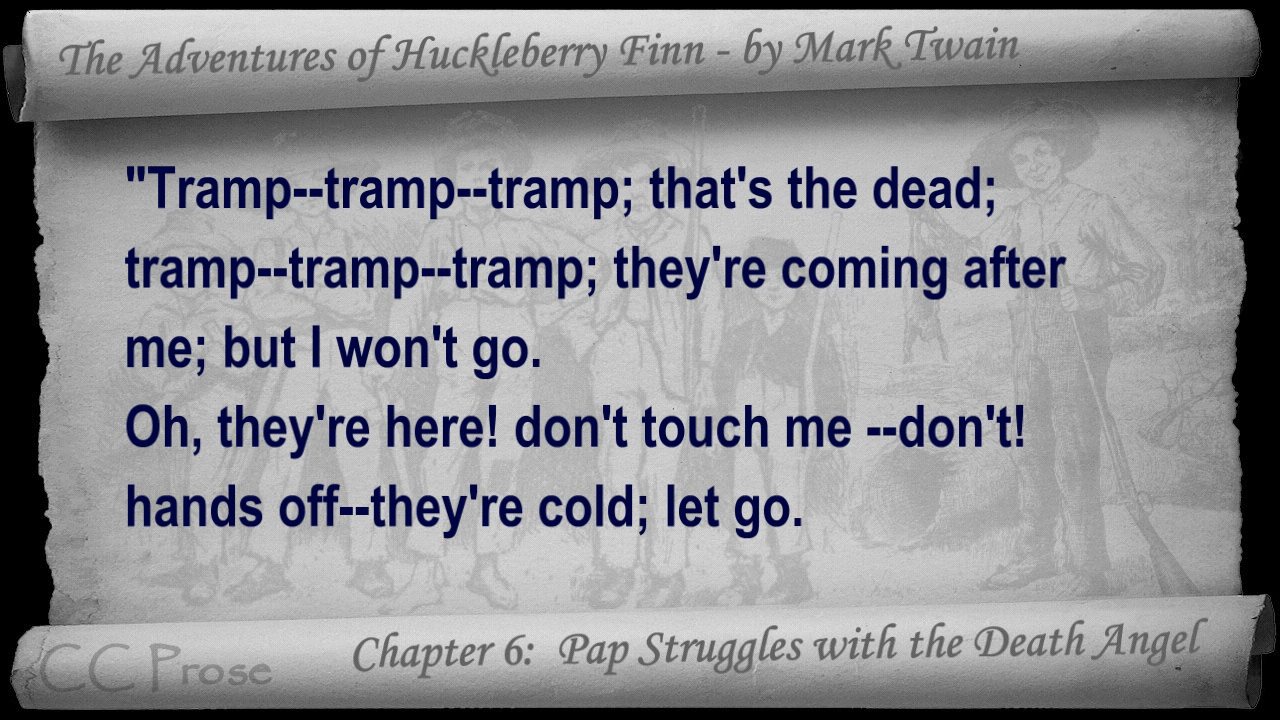 The Adventures of Huckleberry Finn - by Mark Twain
"Tramp--tramp--tramp; that's the dead;
tramp--tramp--tramp; they're coming after
me; but I won't go.
Oh, they're here! don't touch me --don't!
hands off--they're cold; let go.
Chapter 6: Pap Struggles with the Death Angel
CC Prose